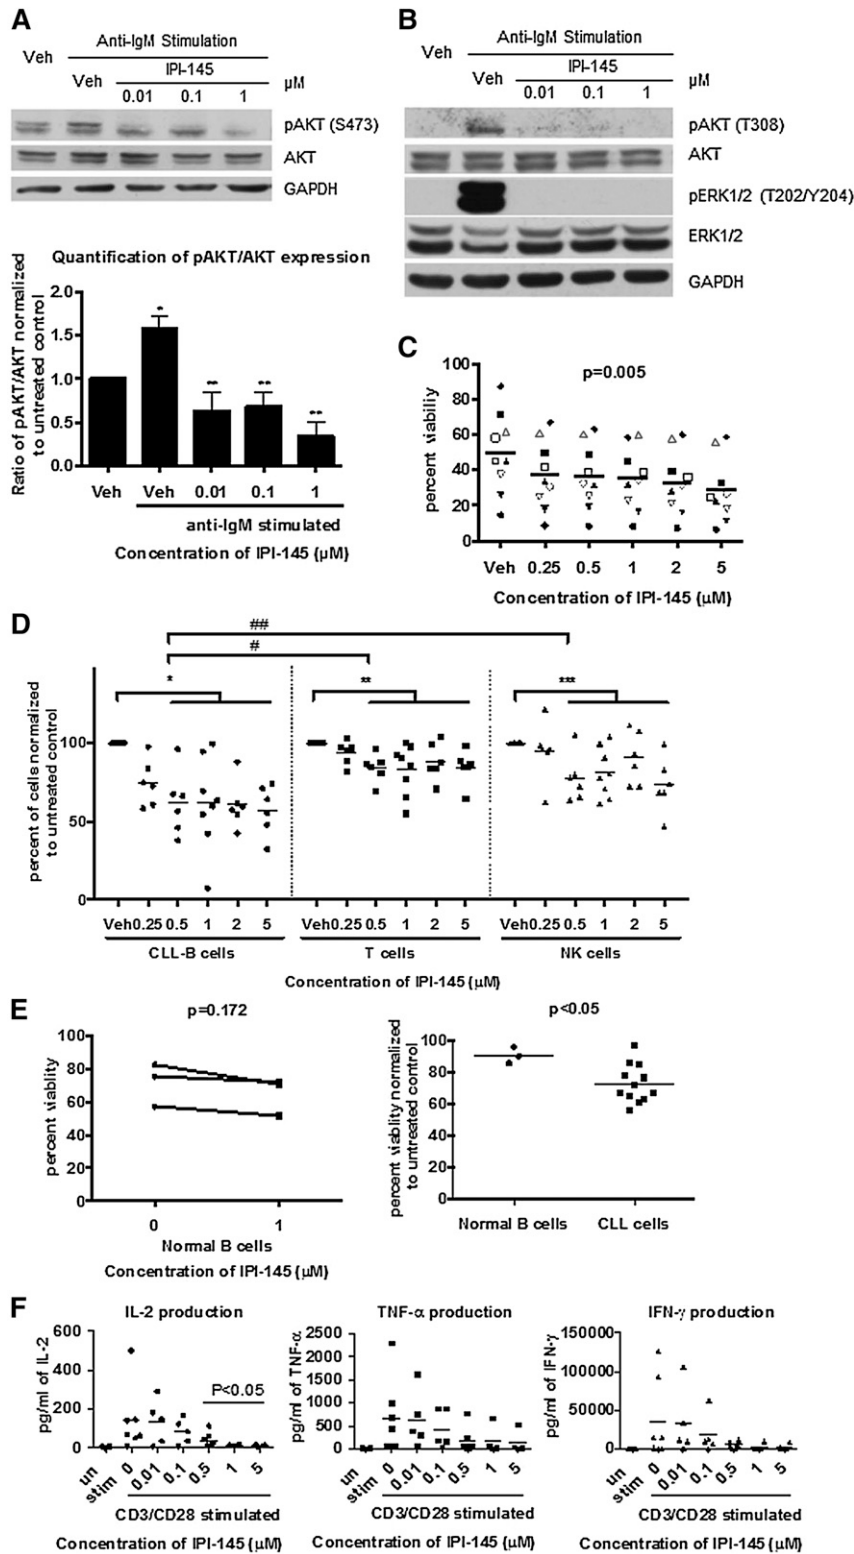 A
Anti-IgM Stimulation
Veh
IPI-145
Veh
µM
0.01 0.1 1
pAKT (S473)
AKT
GAPDH
Quantification of pAKT/AKT expression
Ratio of pAKT/AKT normalized
to untreated control
2.0
1.5
1.0
0.5
0.0
*
**
**
**
Veh Veh 0.01 0.1 1
anti-IgM stimulated
Concentration of IPI-145 (µM)
B
Anti-IgM Stimulation
Veh
IPI-145
Veh
µM
0.01 0.1 1
pAKT (T308)
AKT
pERK1/2 (T202/Y204)
ERK1/2
GAPDH
C
percent viability
100
80
60
40
20
0
p=0.005
Veh 0.25 0.5 1 2 5
Concentration of IPI-145 (µM)
D
##
#
* ** ***
percent of cells normalized
to untreated control
100
50
0
Veh 0.25 0.5 1 2 5 Veh 0.25 0.5 1 2 5 Veh 0.25 0.5 1 2 5
CLL-B cells T cells NK cells
Concentration of IPI-145 (µM)
E
p=0.172
percent viablity
100
80
60
40
20
0
0 1
Normal B cells
Concentration of IPI-145 (µM)
p<0.05
percent viablity normalized
to untreated control
100
80
60
40
20
0
Normal B cells CLL cells
F
IL-2 production
pg/ml of IL-2
600
400
200
0
P<0.05
un stim 0 0.01 0.1 0.5 1 5
CD3/CD28 stimulated
Concentration of IPI-145 (µM)
TNF-α production
pg/ml of TNF-α
2500
2000
1500
1000
500
0
un stim 0 0.01 0.1 0.5 1 5
CD3/CD28 stimulated
Concentration of IPI-145 (µM)
IFN-γ production
pg/ml of IFN-γ
150000
100000
50000
0
un stim 0 0.01 0.1 0.5 1 5
CD3/CD28 stimulated
Concentration of IPI-145 (µM)